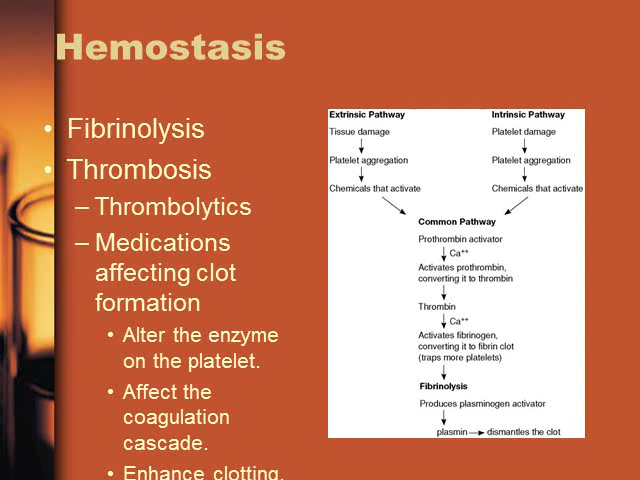 Hemostasis
• Fibrinolysis
• Thrombosis
– Thrombolytics
– Medications
affecting clot
formation
• Alter the enzyme
on the platelet.
• Affect the
coagulation
cascade.
• Enhance clotting.
Extrinsic Pathway
Tissue damage
Platelet aggregation
Chemicals that activate
Intrinsic Pathway
Platelet damage
Platelet aggregation
Chemicals that activate
Common Pathway
Prothrombin activator
Ca++
Activates prothrombin,
converting it to thrombin
Thrombin
Ca++
Activates fibrinogen,
converting it to fibrin clot
(traps more platelets)
Fibrinolysis
Produces plasminogen activator
plasmin → dismantles the clot